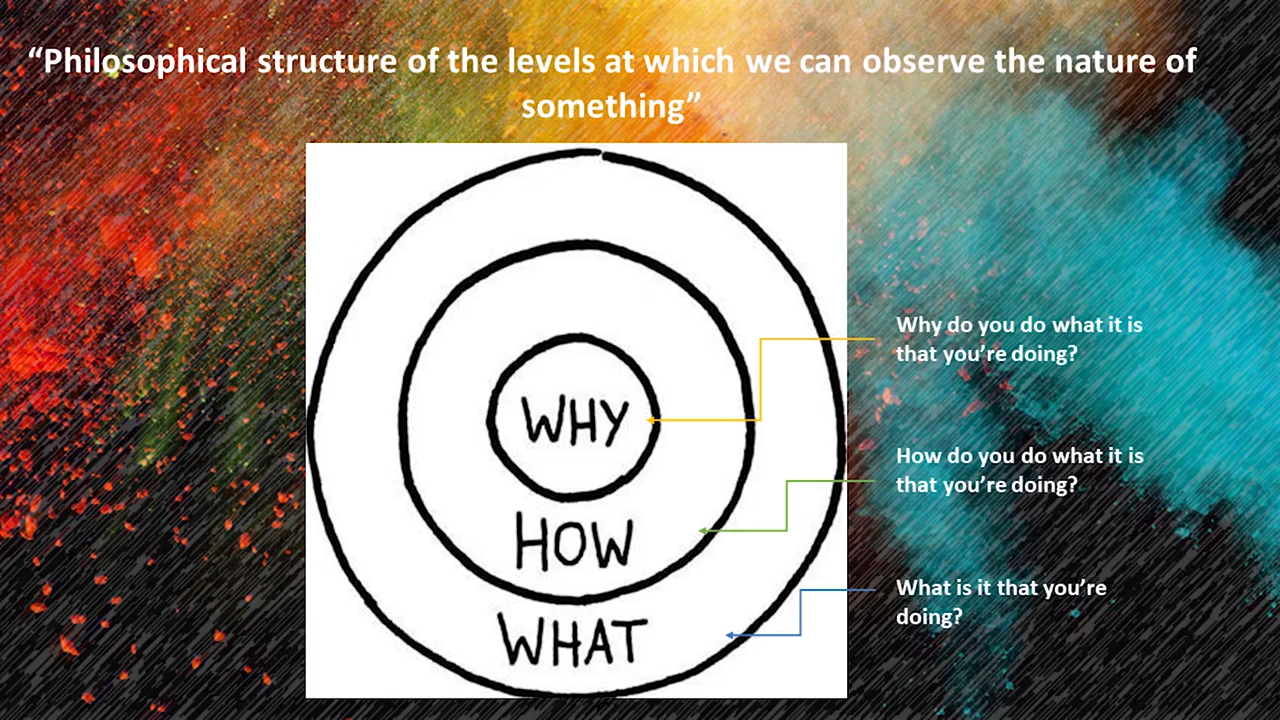 “Philosophical structure of the levels at which we can observe the nature of
something”
WHY
HOW
WHAT
Why do you do what it is
that you’re doing?
How do you do what it is
that you’re doing?
What is it that you’re
doing?